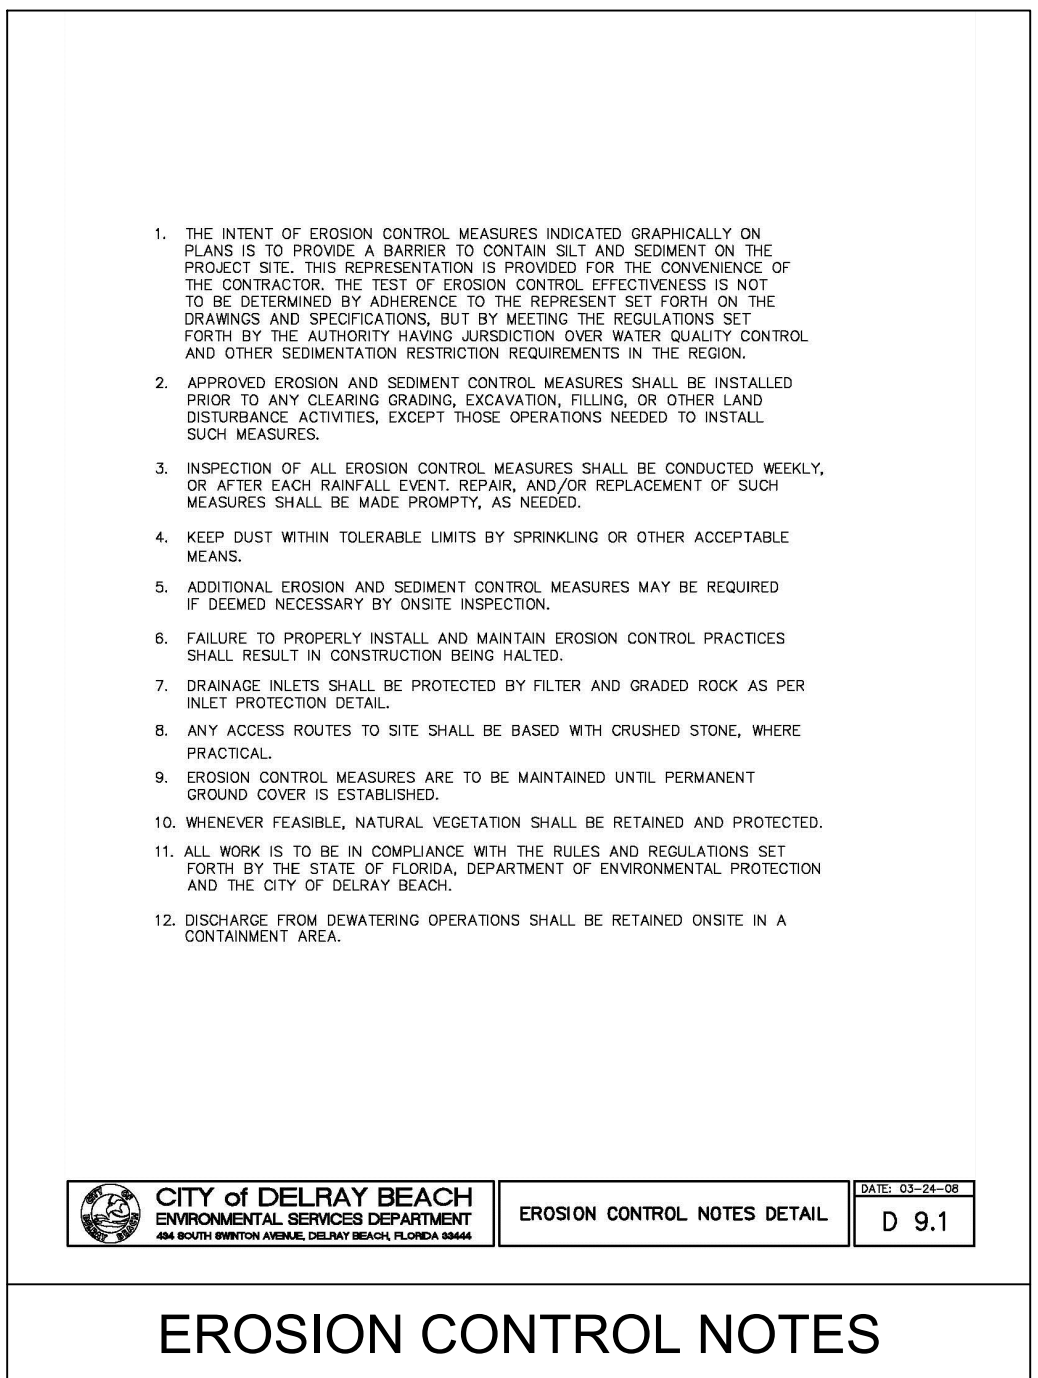 1. THE INTENT OF EROSION CONTROL MEASURES INDICATED GRAPHICALLY ON
PLANS IS TO PROVIDE A BARRIER TO CONTAIN SILT AND SEDIMENT ON THE
PROJECT SITE. THIS REPRESENTATION IS PROVIDED FOR THE CONVENIENCE OF
THE CONTRACTOR. THE TEST OF EROSION CONTROL EFFECTIVENESS IS NOT
TO BE DETERMINED BY ADHERENCE TO THE REPRESENT SET FORTH ON THE
DRAWINGS AND SPECIFICATIONS, BUT BY MEETING THE REGULATIONS SET
FORTH BY THE AUTHORITY HAVING JURSDICTION OVER WATER QUALITY CONTROL
AND OTHER SEDIMENTATION RESTRICTION REQUIREMENTS IN THE REGION.
2. APPROVED EROSION AND SEDIMENT CONTROL MEASURES SHALL BE INSTALLED
PRIOR TO ANY CLEARING GRADING, EXCAVATION, FILLING, OR OTHER LAND
DISTURBANCE ACTIVITIES, EXCEPT THOSE OPERATIONS NEEDED TO INSTALL
SUCH MEASURES.
3. INSPECTION OF ALL EROSION CONTROL MEASURES SHALL BE CONDUCTED WEEKLY,
OR AFTER EACH RAINFALL EVENT. REPAIR, AND/OR REPLACEMENT OF SUCH
MEASURES SHALL BE MADE PROMPTY, AS NEEDED.
4. KEEP DUST WITHIN TOLERABLE LIMITS BY SPRINKLING OR OTHER ACCEPTABLE
MEANS.
5. ADDITIONAL EROSION AND SEDIMENT CONTROL MEASURES MAY BE REQUIRED
IF DEEMED NECESSARY BY ONSITE INSPECTION.
6. FAILURE TO PROPERLY INSTALL AND MAINTAIN EROSION CONTROL PRACTICES
SHALL RESULT IN CONSTRUCTION BEING HALTED.
7. DRAINAGE INLETS SHALL BE PROTECTED BY FILTER AND GRADED ROCK AS PER
INLET PROTECTION DETAIL.
8. ANY ACCESS ROUTES TO SITE SHALL BE BASED WITH CRUSHED STONE, WHERE
PRACTICAL.
9. EROSION CONTROL MEASURES ARE TO BE MAINTAINED UNTIL PERMANENT
GROUND COVER IS ESTABLISHED.
10. WHENEVER FEASIBLE, NATURAL VEGETATION SHALL BE RETAINED AND PROTECTED.
11. ALL WORK IS TO BE IN COMPLIANCE WITH THE RULES AND REGULATIONS SET
FORTH BY THE STATE OF FLORIDA, DEPARTMENT OF ENVIRONMENTAL PROTECTION
AND THE CITY OF DELRAY BEACH.
12. DISCHARGE FROM DEWATERING OPERATIONS SHALL BE RETAINED ONSITE IN A
CONTAINMENT AREA.
CITY OF DELRAY BEACH
CITY of DELRAY BEACH
ENVIRONMENTAL SERVICES DEPARTMENT
434 SOUTH SWINTON AVENUE, DELRAY BEACH, FLORIDA 33444
EROSION CONTROL NOTES DETAIL
DATE: 03-24-08
D 9.1
EROSION CONTROL NOTES